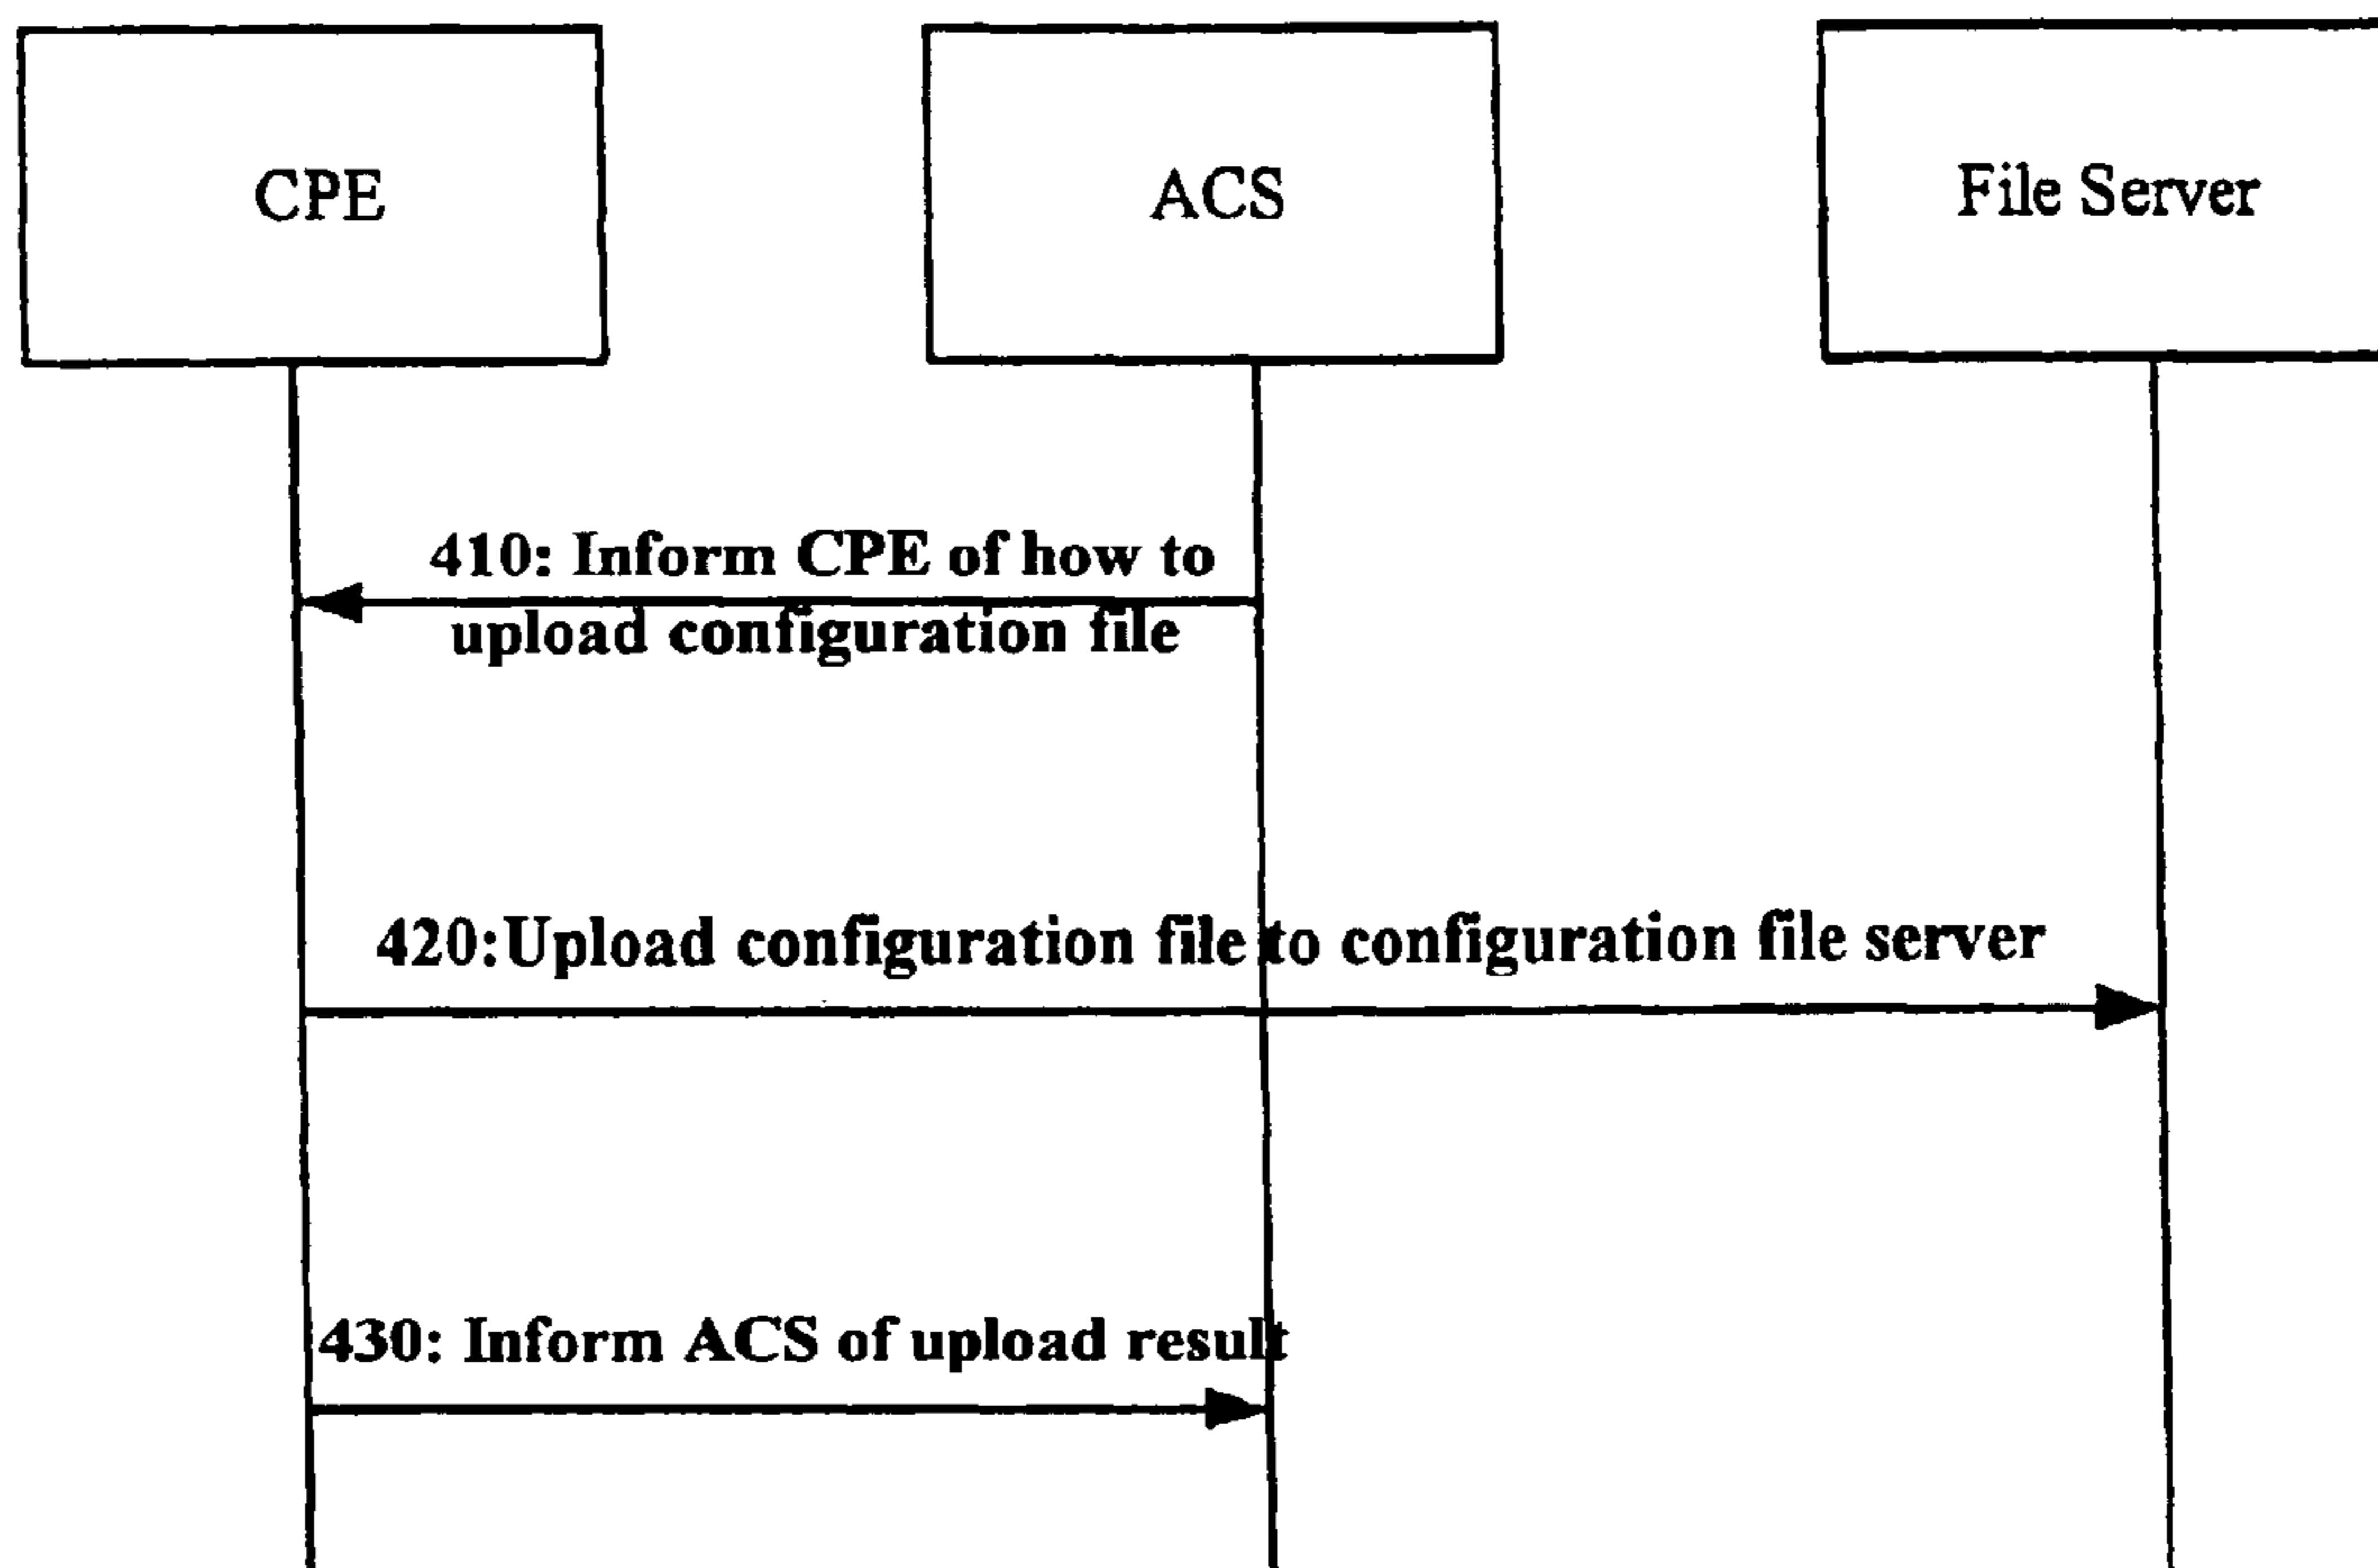 CPE
ACS
File Server
410: Inform CPE of how to
upload configuration file
420:Upload configuration file to configuration file server
430: Inform ACS of upload result